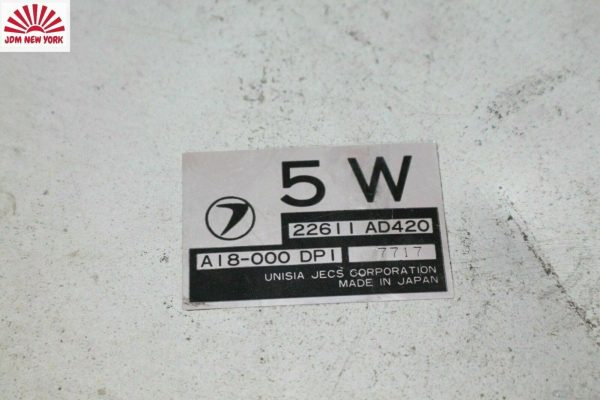 JDM NEW YORK
5 W
22611 AD420
A18-000 DP1 7717
UNISIA JECS CORPORATION
MADE IN JAPAN